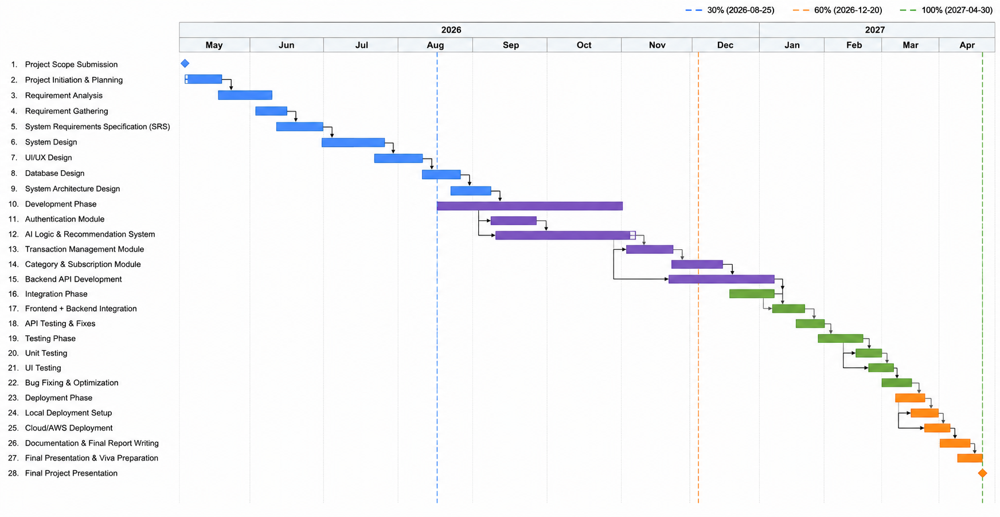 30% (2026-08-25) 60% (2026-12-20) 100% (2027-04-30)
2026 2027
May Jun Jul Aug Sep Oct Nov Dec Jan Feb Mar Apr
1. Project Scope Submission
2. Project Initiation & Planning
3. Requirement Analysis
4. Requirement Gathering
5. System Requirements Specification (SRS)
6. System Design
7. UI/UX Design
8. Database Design
9. System Architecture Design
10. Development Phase
11. Authentication Module
12. AI Logic & Recommendation System
13. Transaction Management Module
14. Category & Subscription Module
15. Backend API Development
16. Integration Phase
17. Frontend + Backend Integration
18. API Testing & Fixes
19. Testing Phase
20. Unit Testing
21. UI Testing
22. Bug Fixing & Optimization
23. Deployment Phase
24. Local Deployment Setup
25. Cloud/AWS Deployment
26. Documentation & Final Report Writing
27. Final Presentation & Viva Preparation
28. Final Project Presentation